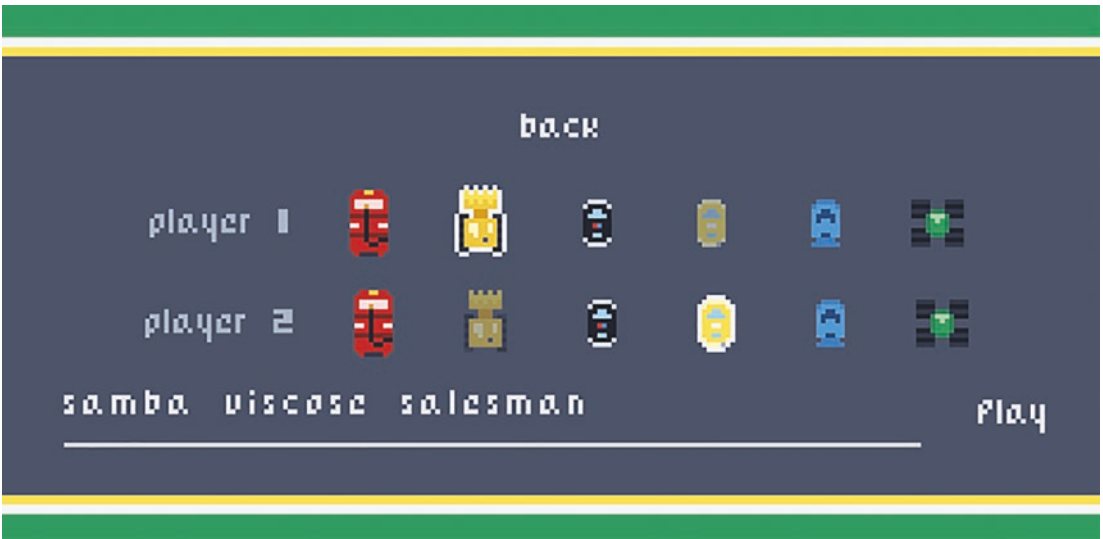 back
player 1
player 2
samba viscose salesman
Play